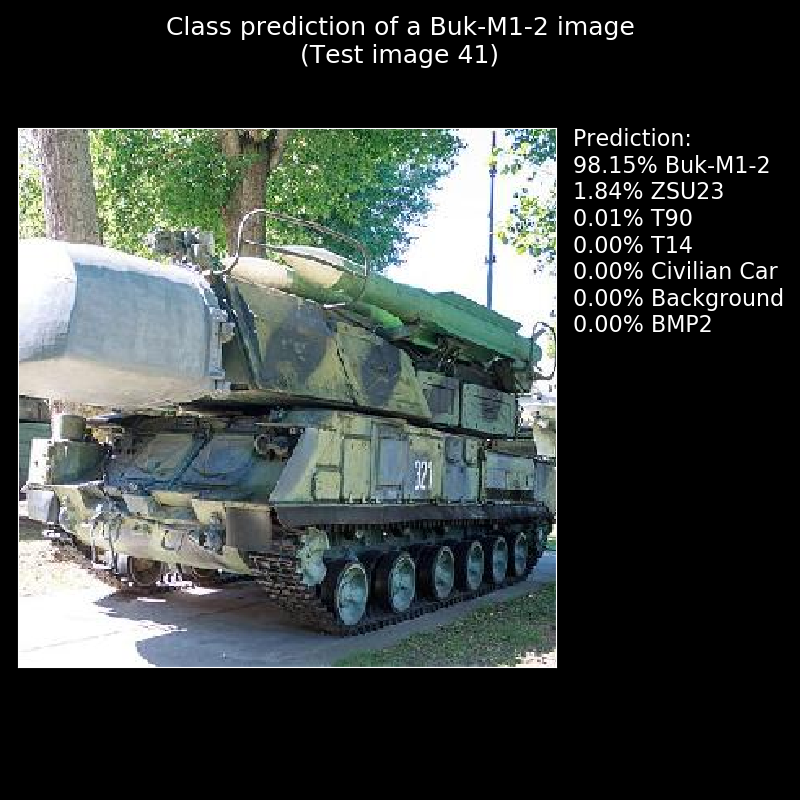 Class prediction of a Buk-M1-2 image
(Test image 41)
Prediction:
98.15% Buk-M1-2
1.84% ZSU23
0.01% T90
0.00% T14
0.00% Civilian Car
0.00% Background
0.00% BMP2
321